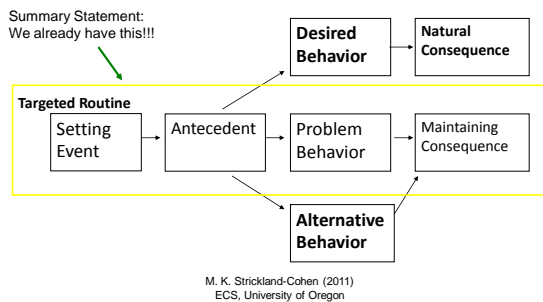 Summary Statement:
We already have this!!!
Desired
Behavior
Natural
Consequence
Targeted Routine
Setting
Event
Antecedent
Problem
Behavior
Maintaining
Consequence
Alternative
Behavior
M. K. Strickland-Cohen (2011)
ECS, University of Oregon